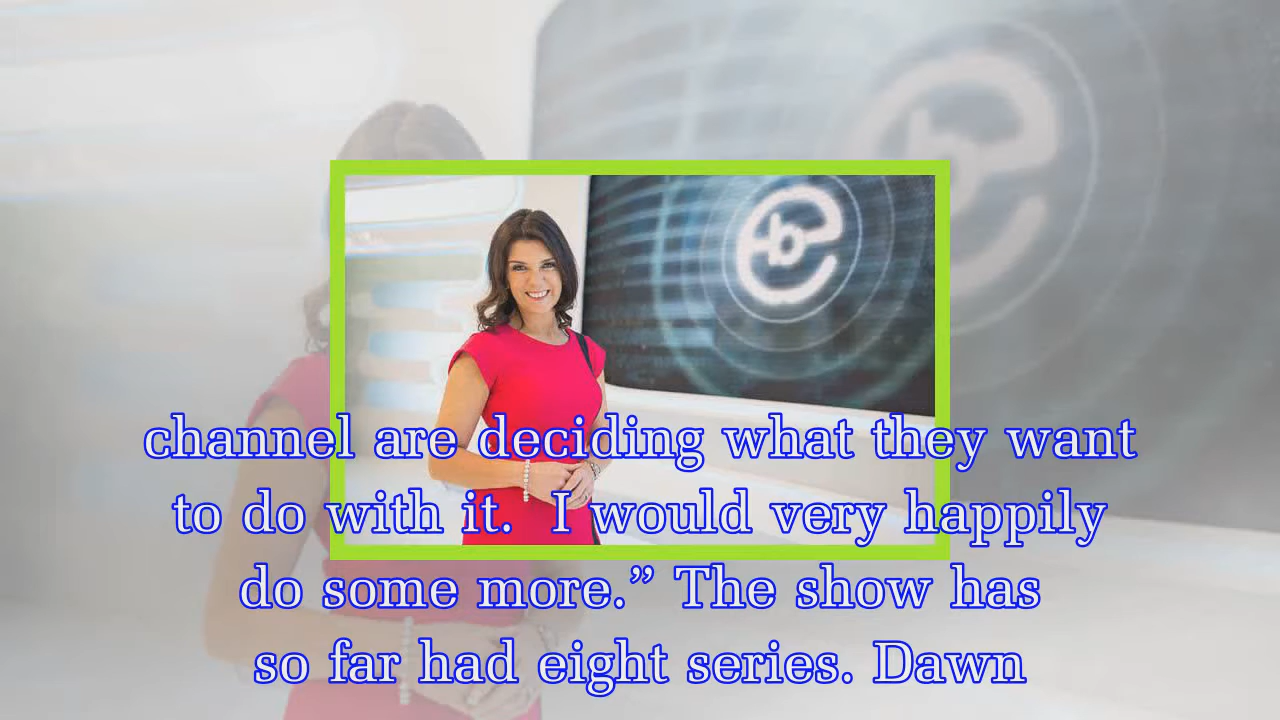 eb
channel are deciding what they want
to do with it.  I would very happily
do some more.” The show has
so far had eight series. Dawn